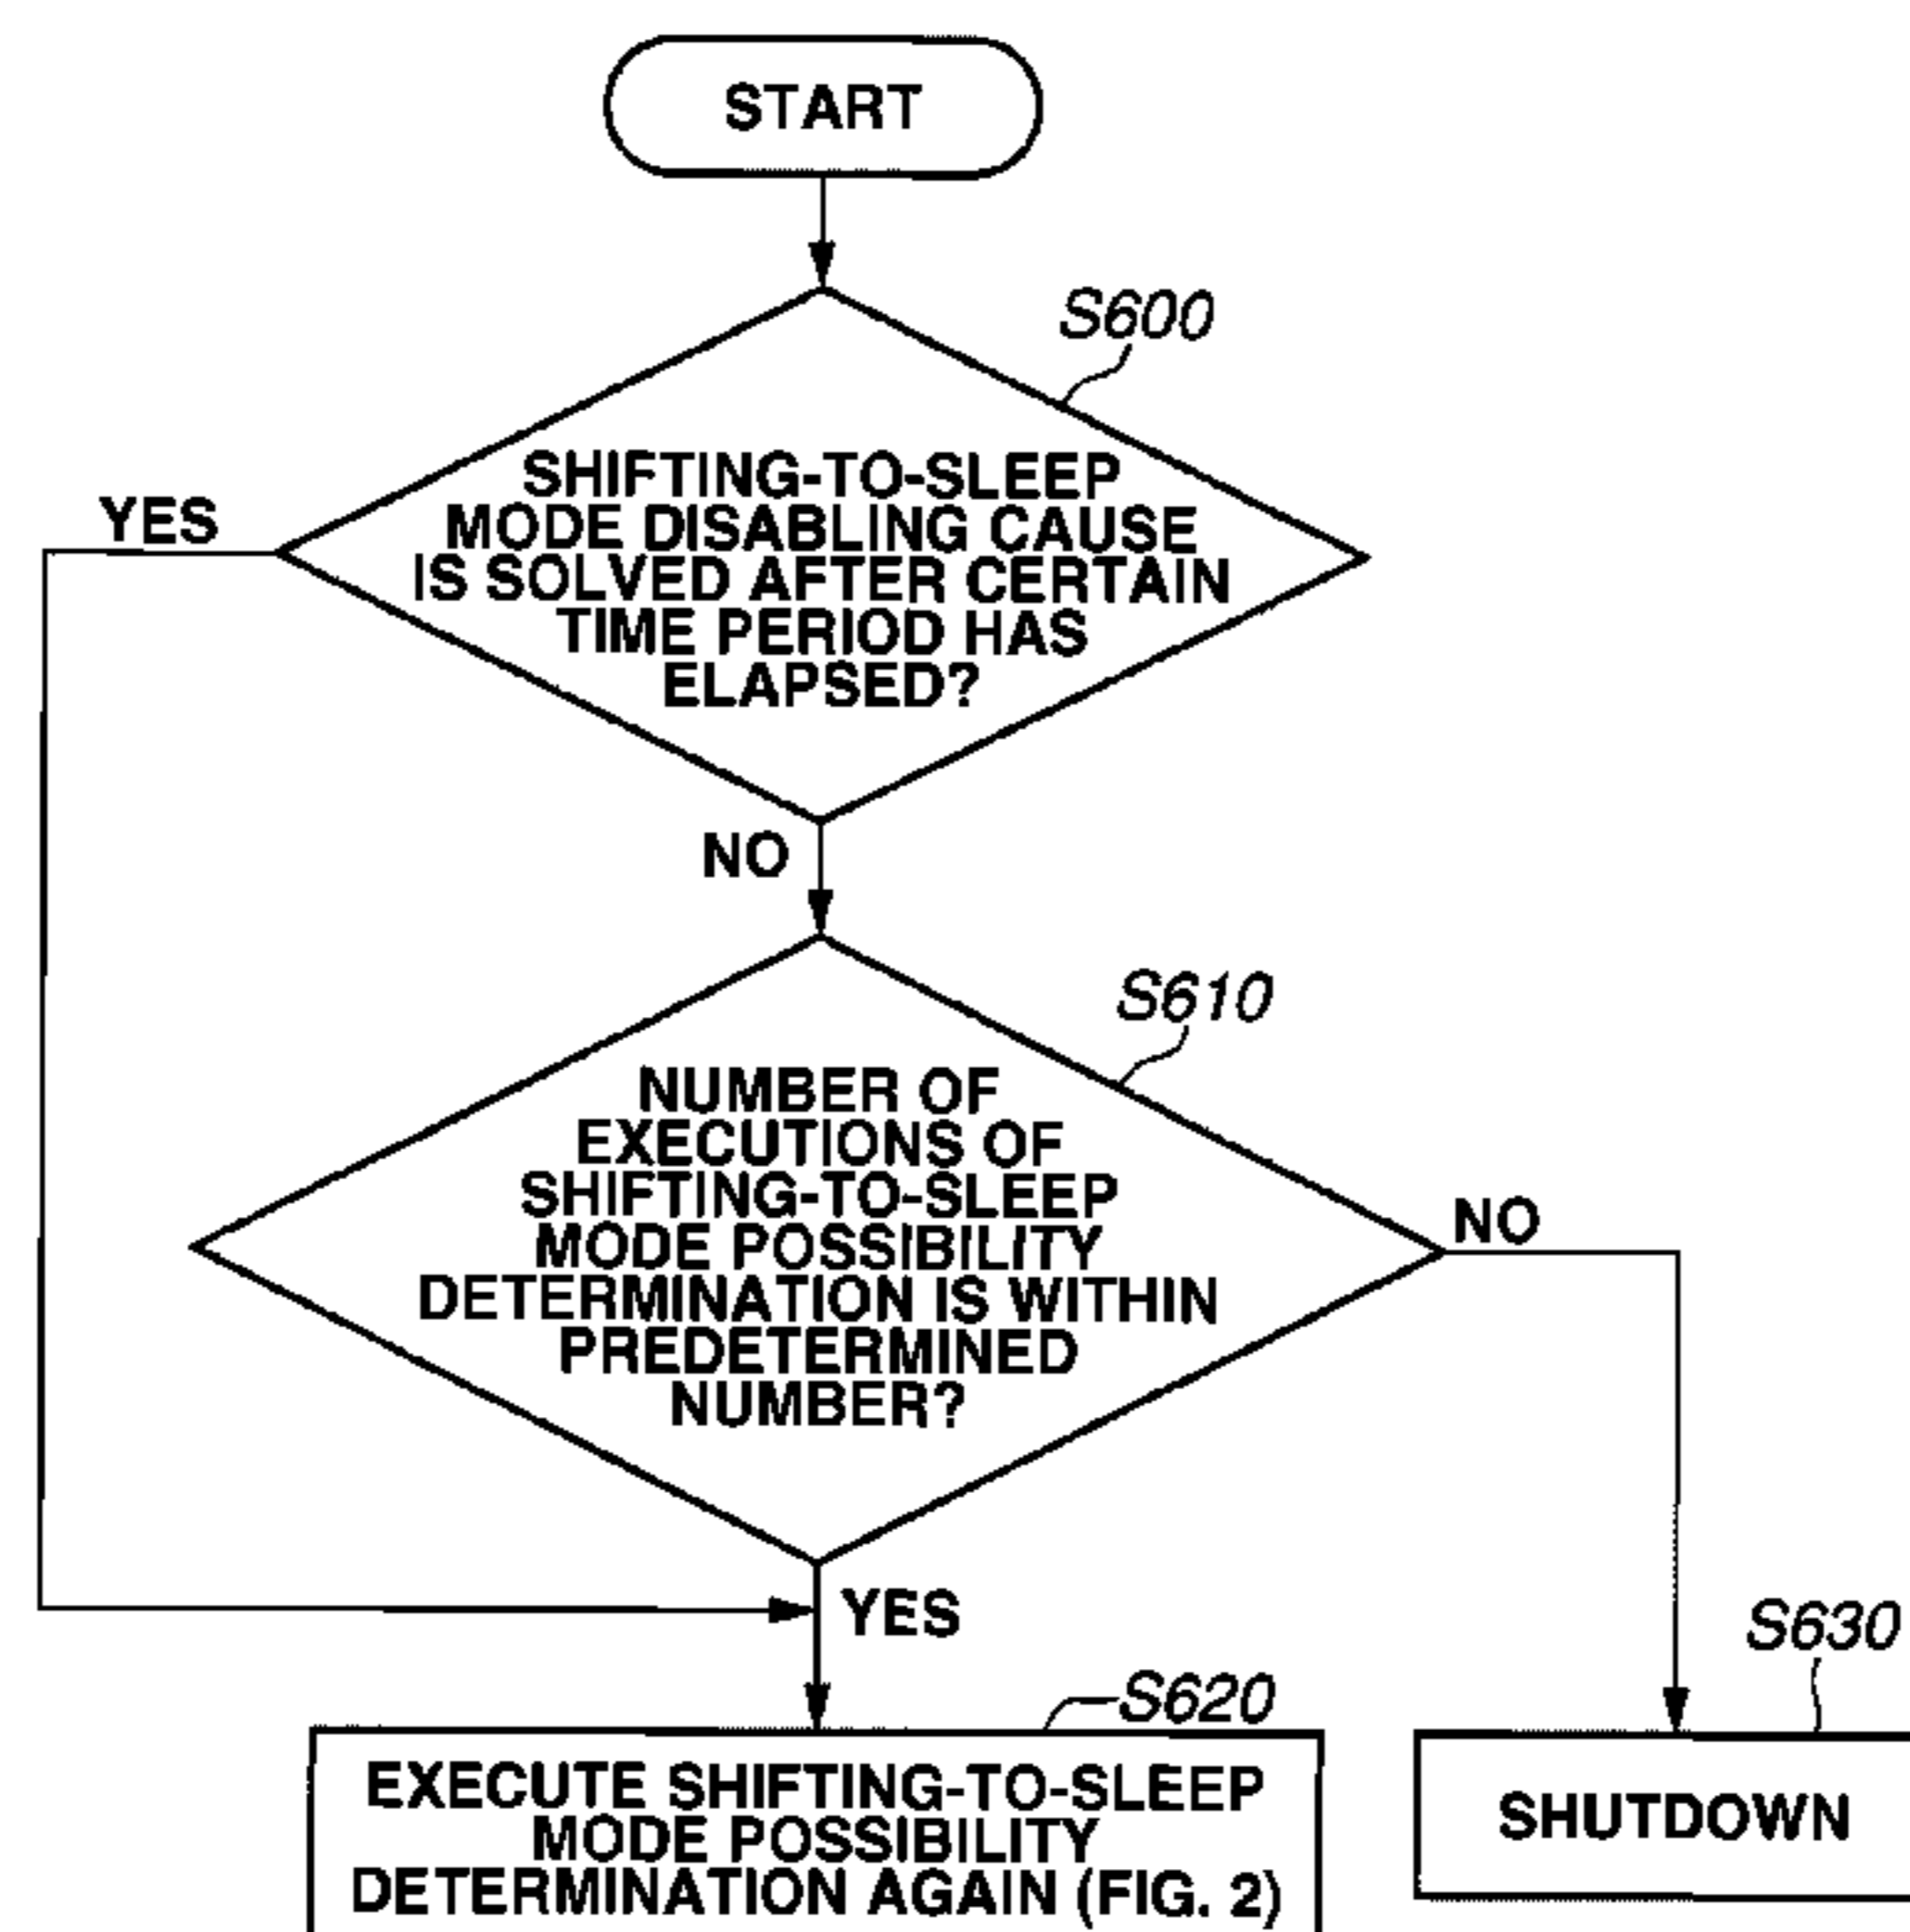 START
S600
SHIFTING-TO-SLEEP
MODE DISABLING CAUSE
IS SOLVED AFTER CERTAIN
TIME PERIOD HAS
ELAPSED?
YES
NO
S610
NUMBER OF
EXECUTIONS OF
SHIFTING-TO-SLEEP
MODE POSSIBILITY
DETERMINATION IS WITHIN
PREDETERMINED
NUMBER?
NO
YES
S620
EXECUTE SHIFTING-TO-SLEEP
MODE POSSIBILITY
DETERMINATION AGAIN (FIG. 2)
S630
SHUTDOWN